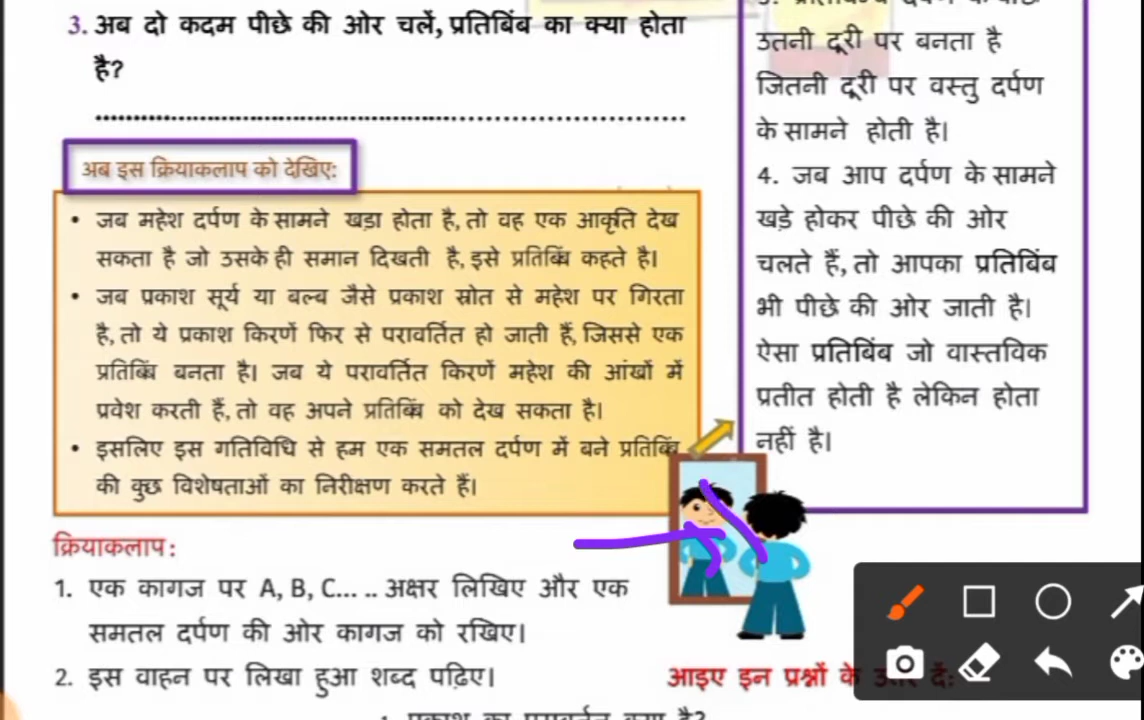 3. अब दो कदम पीछे की ओर चलें, प्रतिबिंब का क्या होता
है?
अब इस क्रियाकलाप को देखिए:
• जब महेश दर्पण के सामने खड़ा होता है, तो वह एक आकृति देख
सकता है जो उसके ही समान दिखती है, इसे प्रतिबिंब कहते है।
• जब प्रकाश सूर्य या बल्ब जैसे प्रकाश स्रोत से महेश पर गिरता
है, तो ये प्रकाश किरणें फिर से परावर्तित हो जाती हैं, जिससे एक
प्रतिबिंब बनता है। जब ये परावर्तित किरणें महेश की आंखों में
प्रवेश करती हैं, तो वह अपने प्रतिबिंब को देख सकता है।
• इसलिए इस गतिविधि से हम एक समतल दर्पण में बने प्रतिबिंब
की कुछ विशेषताओं का निरीक्षण करते हैं।
क्रियाकलाप:
1. एक कागज पर A, B, C... .. अक्षर लिखिए और एक
समतल दर्पण की ओर कागज को रखिए।
2. इस वाहन पर लिखा हुआ शब्द पढ़िए।
उतनी दूरी पर बनता है
जितनी दूरी पर वस्तु दर्पण
के सामने होती है।
4. जब आप दर्पण के सामने
खड़े होकर पीछे की ओर
चलते हैं, तो आपका प्रतिबिंब
भी पीछे की ओर जाती है।
ऐसा प्रतिबिंब जो वास्तविक
प्रतीत होती है लेकिन होता
नहीं है।
आइए इन प्रश्नों के उत्तर दें: